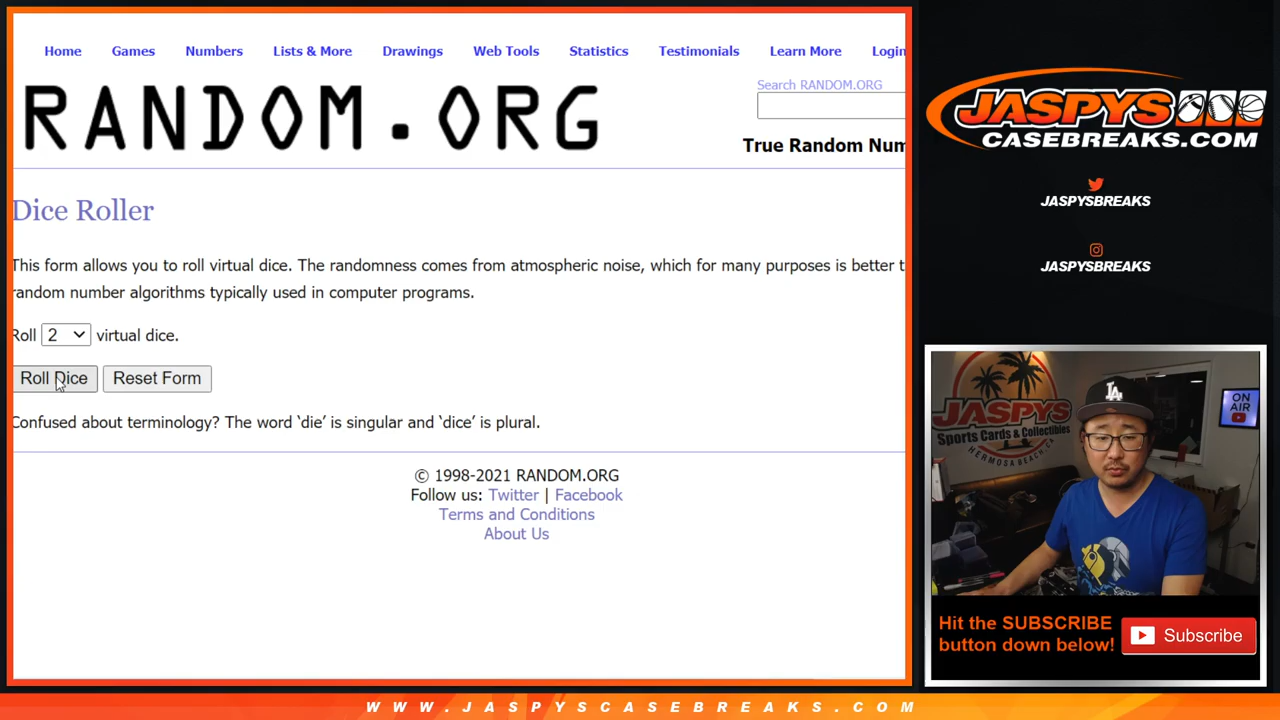 Home Games Numbers Lists & More Drawings Web Tools Statistics Testimonials Learn More Login
RANDOM.ORG
Search RANDOM.ORG
True Random Num
Dice Roller
This form allows you to roll virtual dice. The randomness comes from atmospheric noise, which for many purposes is better t
random number algorithms typically used in computer programs.
Roll 2 virtual dice.
Roll Dice Reset Form
Confused about terminology? The word ‘die’ is singular and ‘dice’ is plural.
© 1998-2021 RANDOM.ORG
Follow us: Twitter | Facebook
Terms and Conditions
About Us
JASPYS
CASEBREAKS.COM
JASPYSBREAKS
JASPYSBREAKS
JASPYS
Sports Cards & Collectibles
HERMOSA BEACH, CA
LA
ON
AIR
Hit the SUBSCRIBE
button down below!
Subscribe
WWW.JASPYSCASEBREAKS.COM